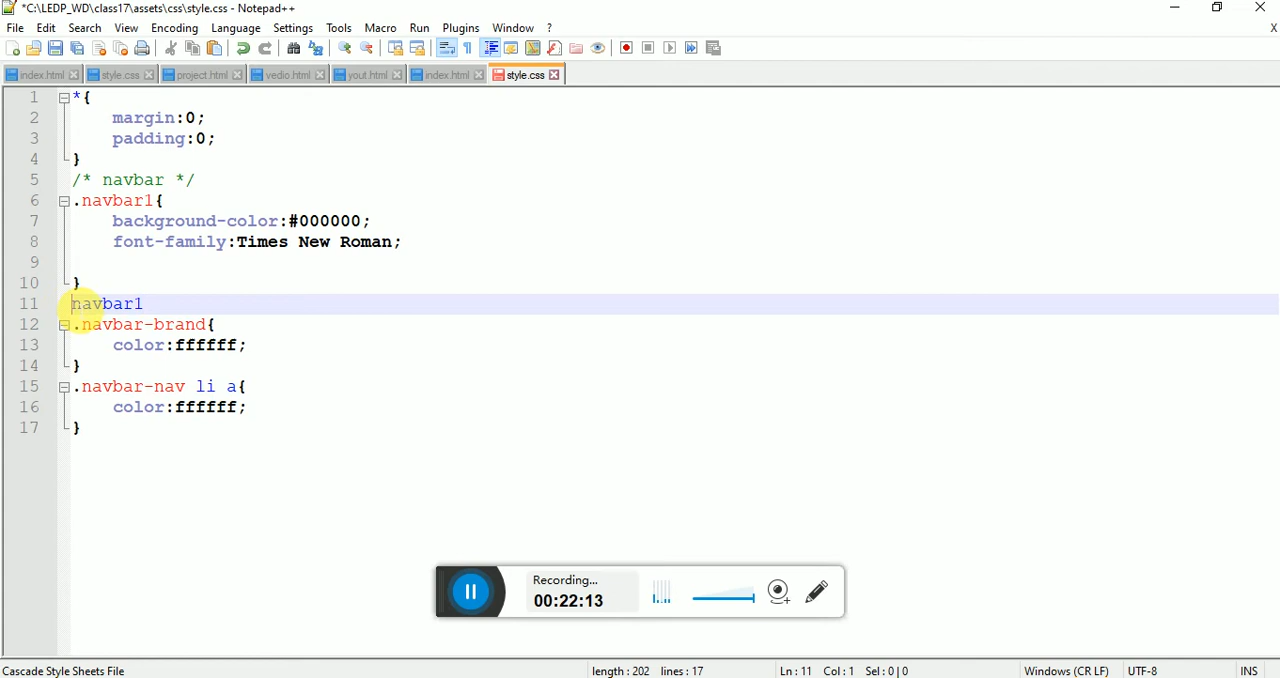 *C:\LEDP_WD\class17\assets\css\style.css - Notepad++
File Edit Search View Encoding Language Settings Tools Macro Run Plugins Window ? X
index.html style.css project.html vedio.html yout.html index.html style.css
1 *{
2 margin:0;
3 padding:0;
4 }
5 /* navbar */
6 .navbar1{
7 background-color:#000000;
8 font-family:Times New Roman;
9
10 }
11 navbar1
12 .navbar-brand{
13 color:ffffff;
14 }
15 .navbar-nav li a{
16 color:ffffff;
17 }
Recording...
00:22:13
Cascade Style Sheets File length : 202 lines : 17 Ln : 11 Col : 1 Sel : 0 | 0 Windows (CR LF) UTF-8 INS